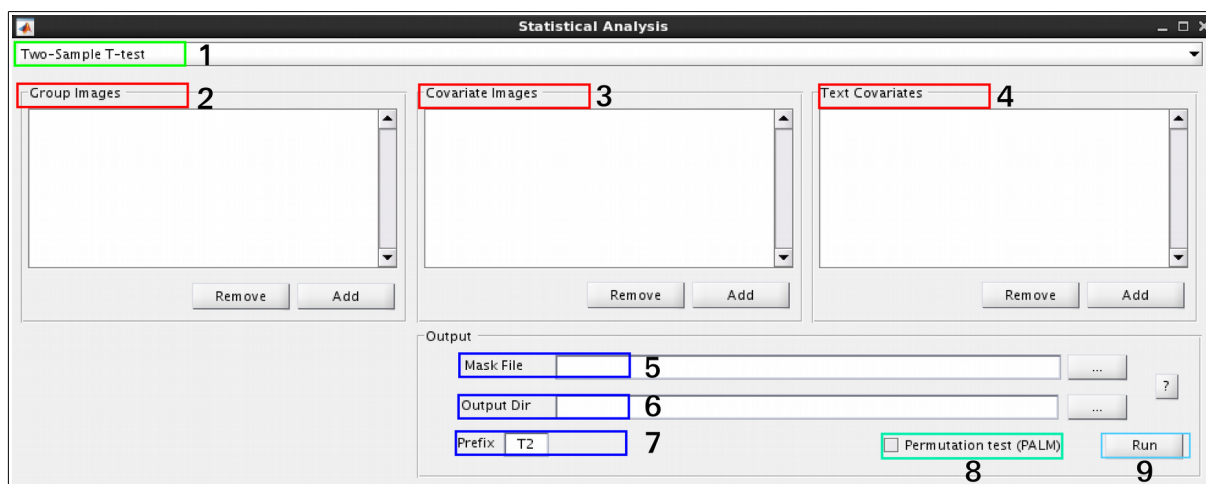 Statistical Analysis
Two-Sample T-test 1
Group Images 2
Covariate Images 3
Text Covariates 4
Remove Add
Remove Add
Remove Add
Output
Mask File 5 ...
?
Output Dir 6 ...
Prefix T2 7
Permutation test (PALM) Run
8 9